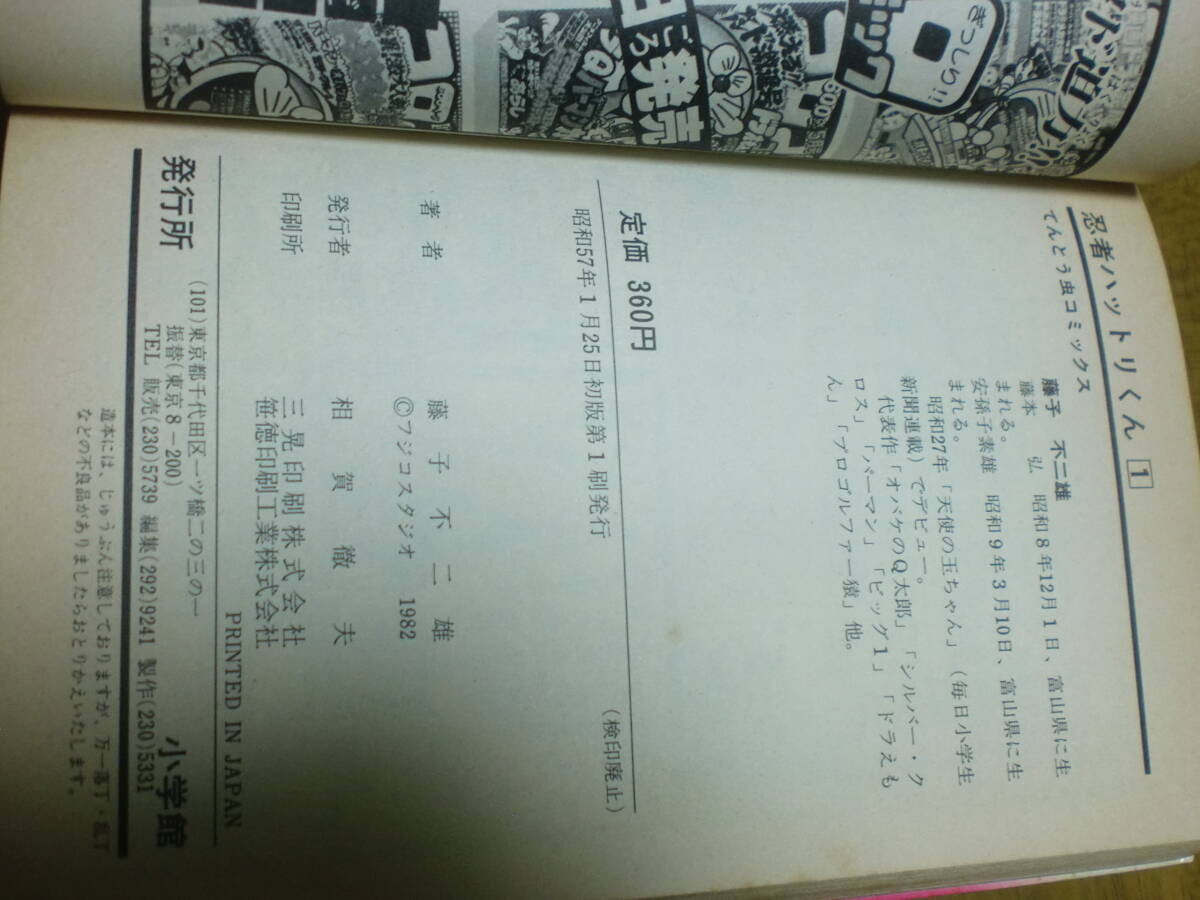 忍者ハットリくん 1
てんとう虫コミックス
藤子 不二雄
藤本 弘 昭和8年12月1日、富山県に生
まれる。
安孫子素雄 昭和9年3月10日、富山県に生
まれる。
昭和27年「天使の玉ちゃん」(毎日小学生
新聞連載)でデビュー。
代表作「オバケのQ太郎」「シルバー・ク
ロス」「パーマン」「ビッグ1」「ドラえも
ん」「プロゴルファー猿」他。
定価 360円
(検印廃止)
昭和57年1月25日初版第1刷発行
著者 藤子不二雄
©フジコスタジオ 1982
発行者 相賀徹夫
印刷所 三晃印刷株式会社
笹徳印刷工業株式会社
PRINTED IN JAPAN
発行所 (101)東京都千代田区一ツ橋二の三の一 小学館
振替(東京8-200)
TEL 販売(230)5739 編集(292)9241 製作(230)5331
造本には、じゅうぶん注意しておりますが、万一落丁・乱丁
などの不良品がありましたらおとりかえいたします。
ぎっしり!!
ころ発売